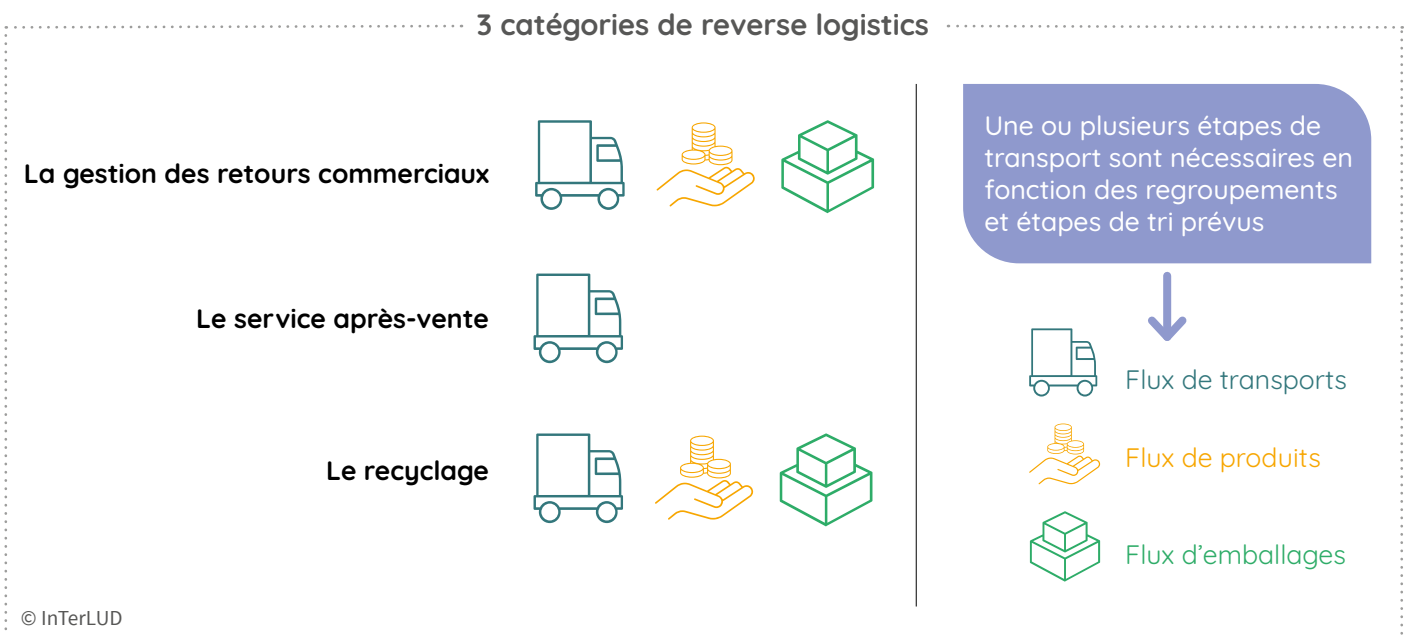 3 catégories de reverse logistics
La gestion des retours commerciaux
Le service après-vente
Le recyclage
Une ou plusieurs étapes de
transport sont nécessaires en
fonction des regroupements
et étapes de tri prévus
Flux de transports
Flux de produits
Flux d’emballages
© InTerLUD